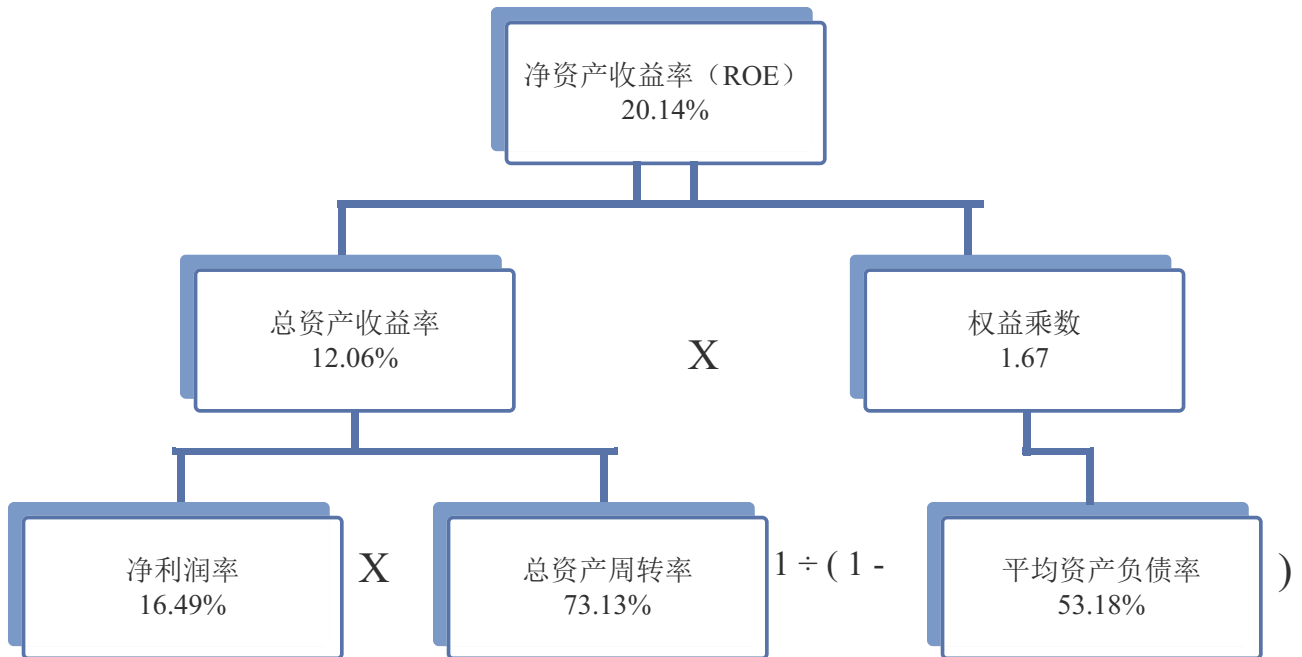 净资产收益率（ROE）
20.14%
总资产收益率
12.06%
X
权益乘数
1.67
净利润率
16.49%
X
总资产周转率
73.13%
1 ÷ ( 1 -
平均资产负债率
53.18%
)